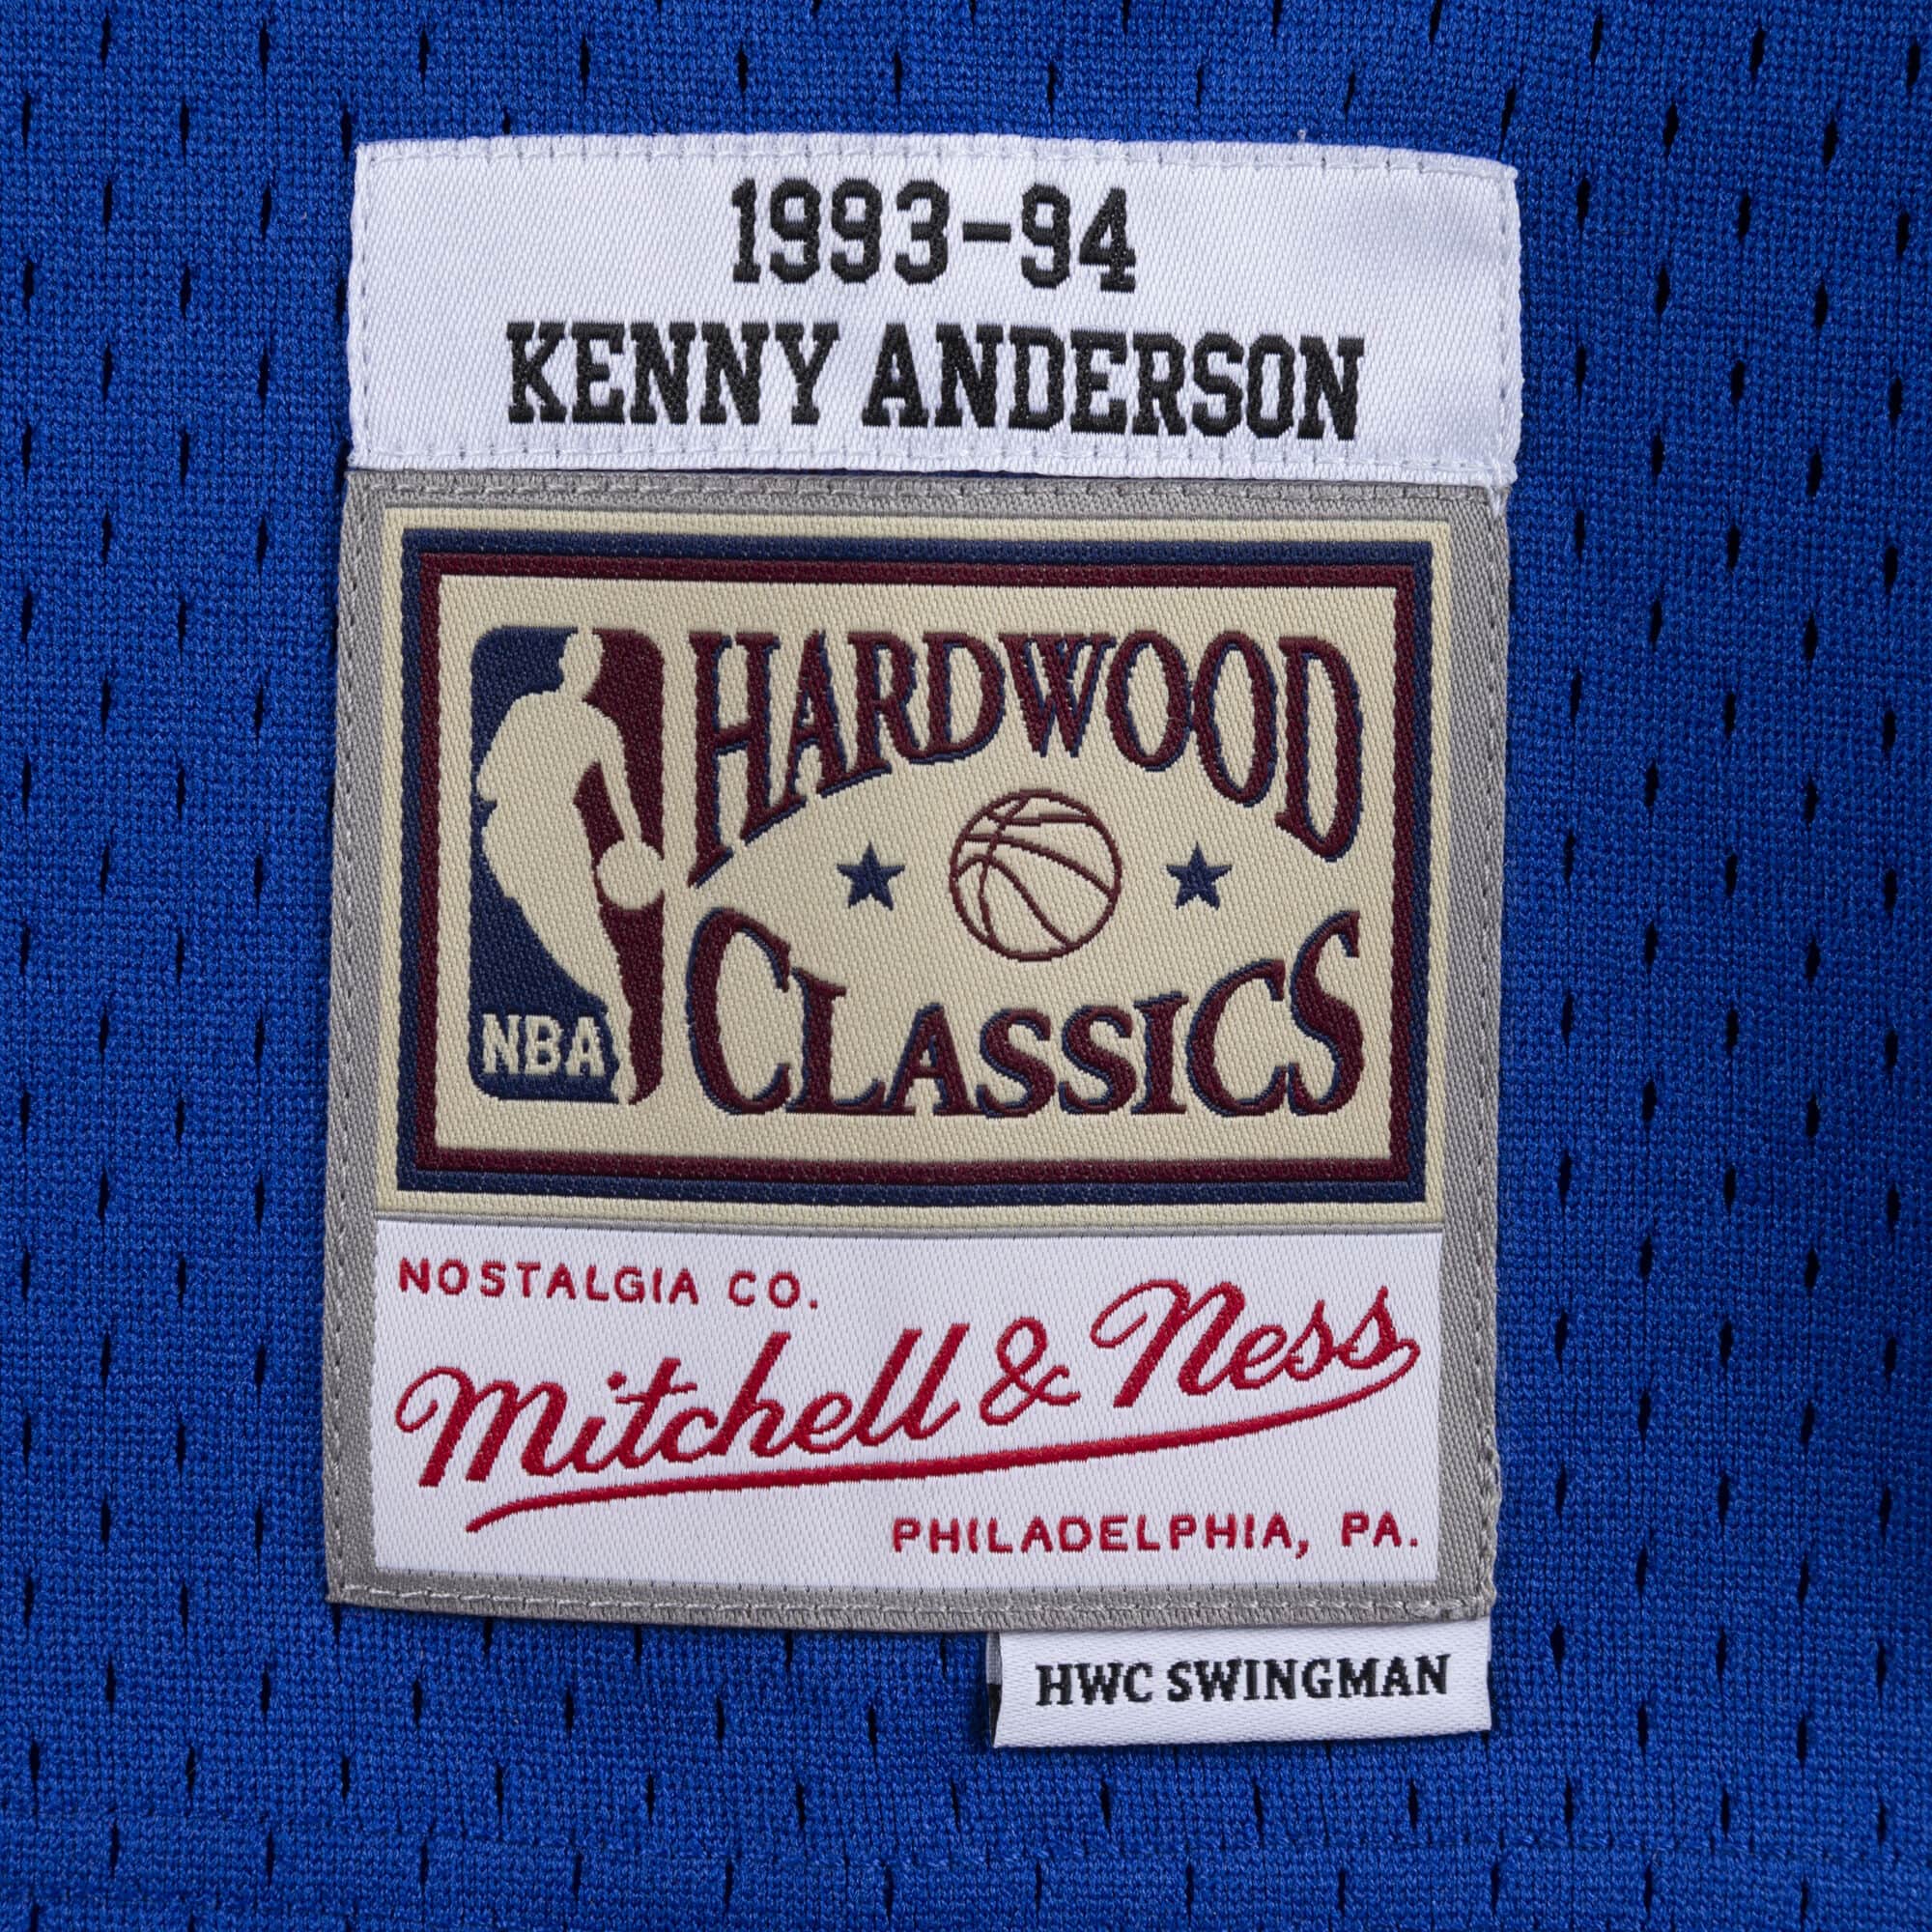 1993-94
KENNY ANDERSON
HARDWOOD
CLASSICS
NBA
NOSTALGIA CO.
Mitchell & Ness
PHILADELPHIA, PA.
HWC SWINGMAN